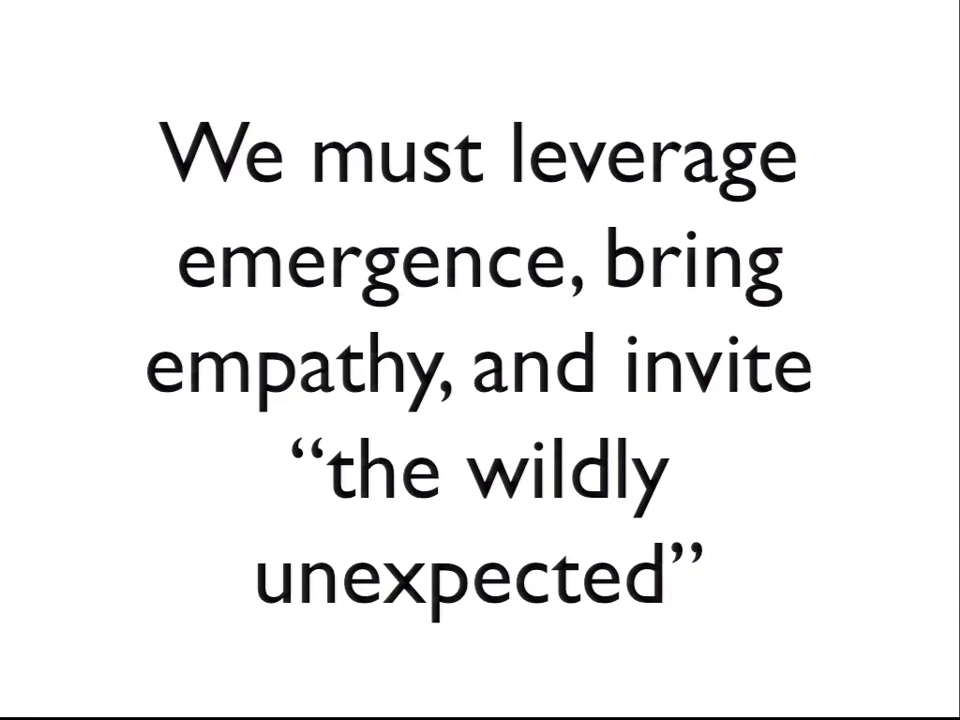 We must leverage
emergence, bring
empathy, and invite
“the wildly
unexpected”